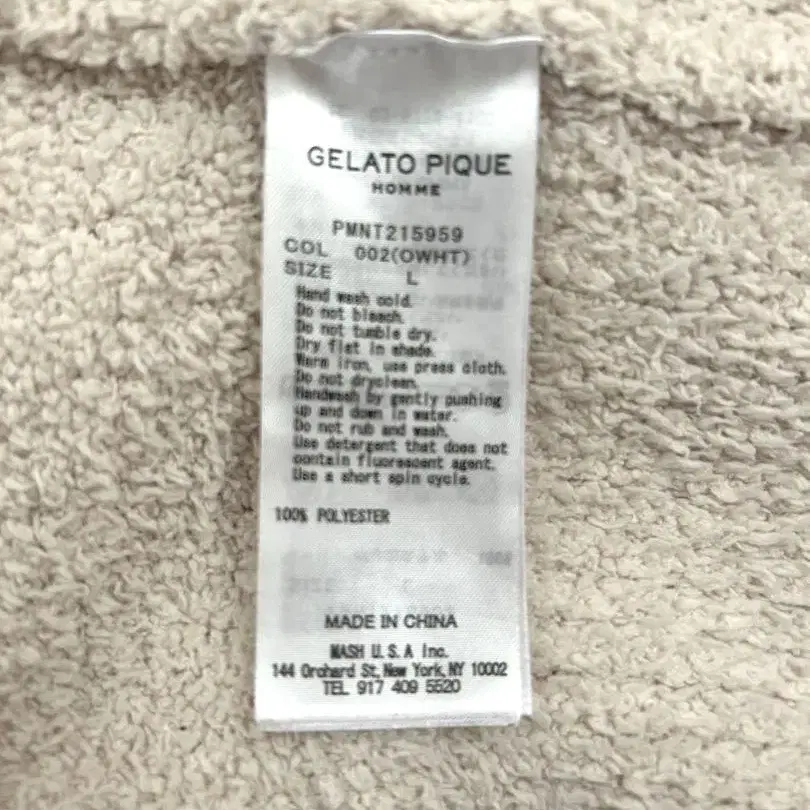 GELATO PIQUE
HOMME
PMNT215959
COL 002(OWHT)
SIZE L
Hand wash cold.
Do not bleach.
Do not tumble dry.
Dry flat in shade.
Warm iron, use press cloth.
Do not dryclean.
Handwash by gently pushing
up and down in water.
Do not rub and wash.
Use detergent that does not
contain fluorescent agent.
Use a short spin cycle.
100% POLYESTER
MADE IN CHINA
MASH U.S.A Inc.
144 Orchard St, New York, NY 10002
TEL 917 409 5520